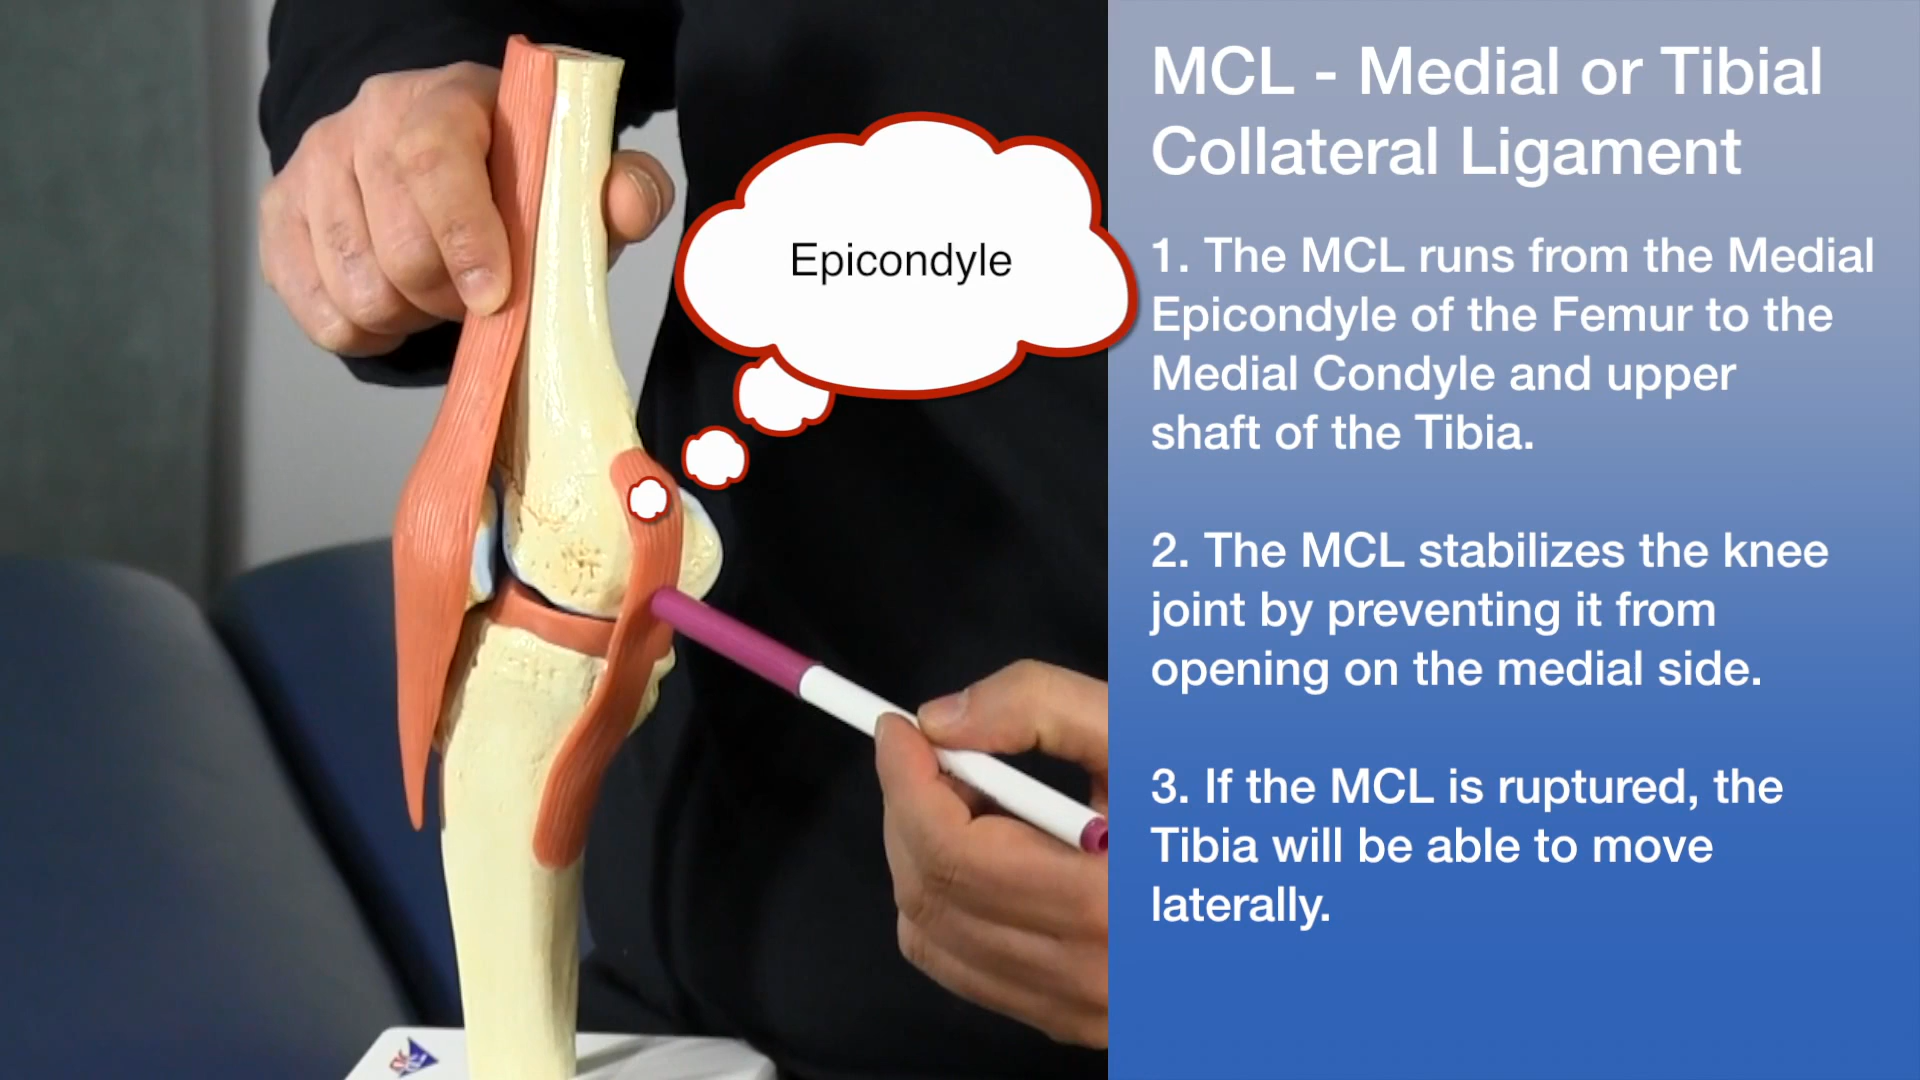 Epicondyle
MCL - Medial or Tibial
Collateral Ligament
1. The MCL runs from the Medial
Epicondyle of the Femur to the
Medial Condyle and upper
shaft of the Tibia.
2. The MCL stabilizes the knee
joint by preventing it from
opening on the medial side.
3. If the MCL is ruptured, the
Tibia will be able to move
laterally.